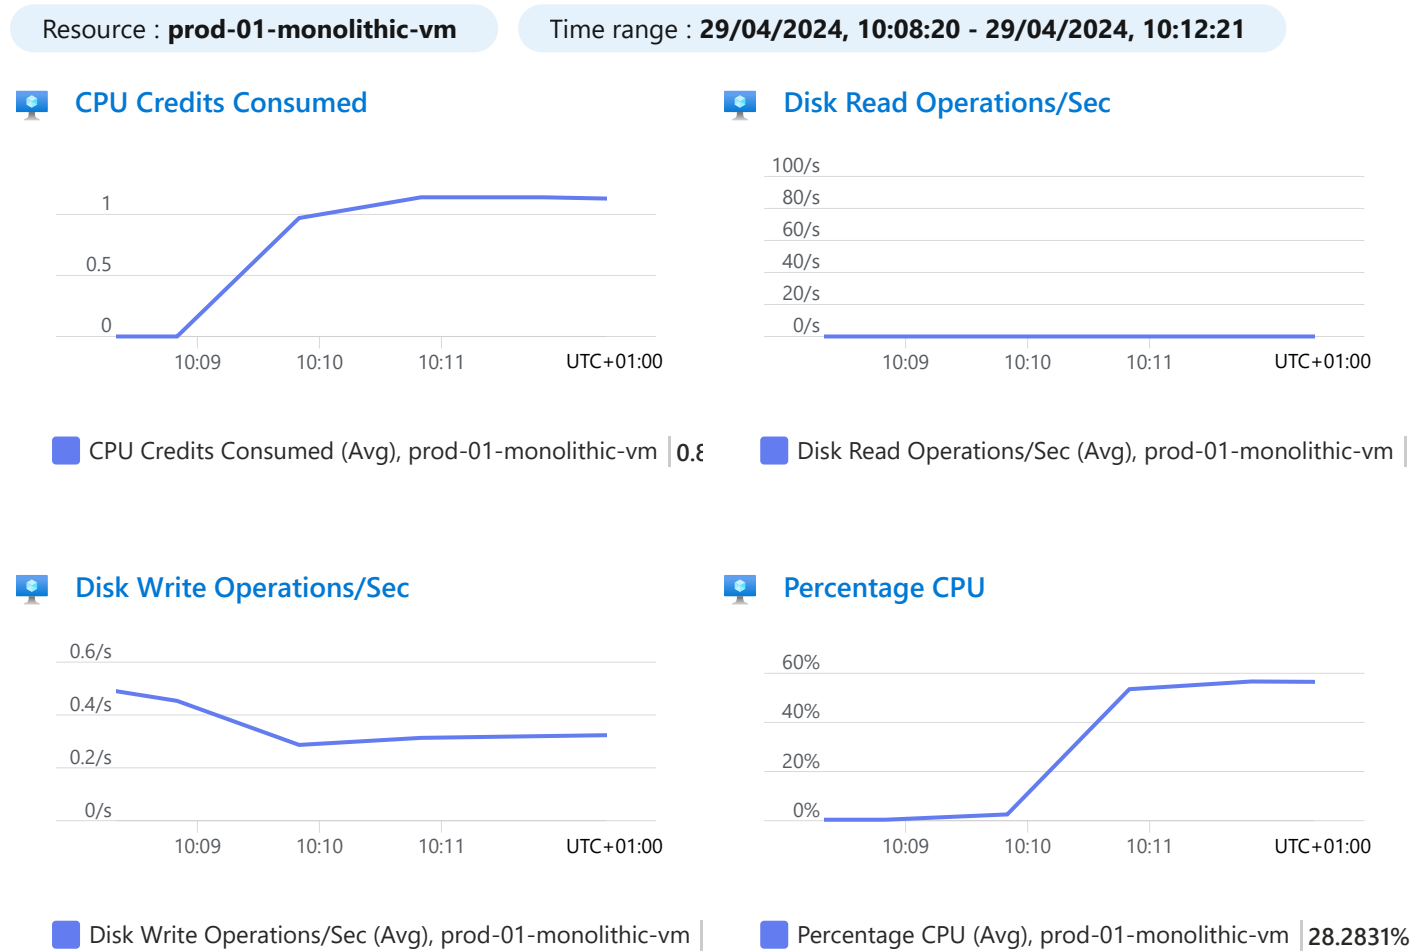 Resource : prod-01-monolithic-vm
Time range : 29/04/2024, 10:08:20 - 29/04/2024, 10:12:21
CPU Credits Consumed
1
0.5
0
10:09 10:10 10:11 UTC+01:00
CPU Credits Consumed (Avg), prod-01-monolithic-vm
Disk Read Operations/Sec
100/s
80/s
60/s
40/s
20/s
0/s
10:09 10:10 10:11 UTC+01:00
Disk Read Operations/Sec (Avg), prod-01-monolithic-vm
Disk Write Operations/Sec
0.6/s
0.4/s
0.2/s
0/s
10:09 10:10 10:11 UTC+01:00
Disk Write Operations/Sec (Avg), prod-01-monolithic-vm
Percentage CPU
60%
40%
20%
0%
10:09 10:10 10:11 UTC+01:00
Percentage CPU (Avg), prod-01-monolithic-vm 28.2831%